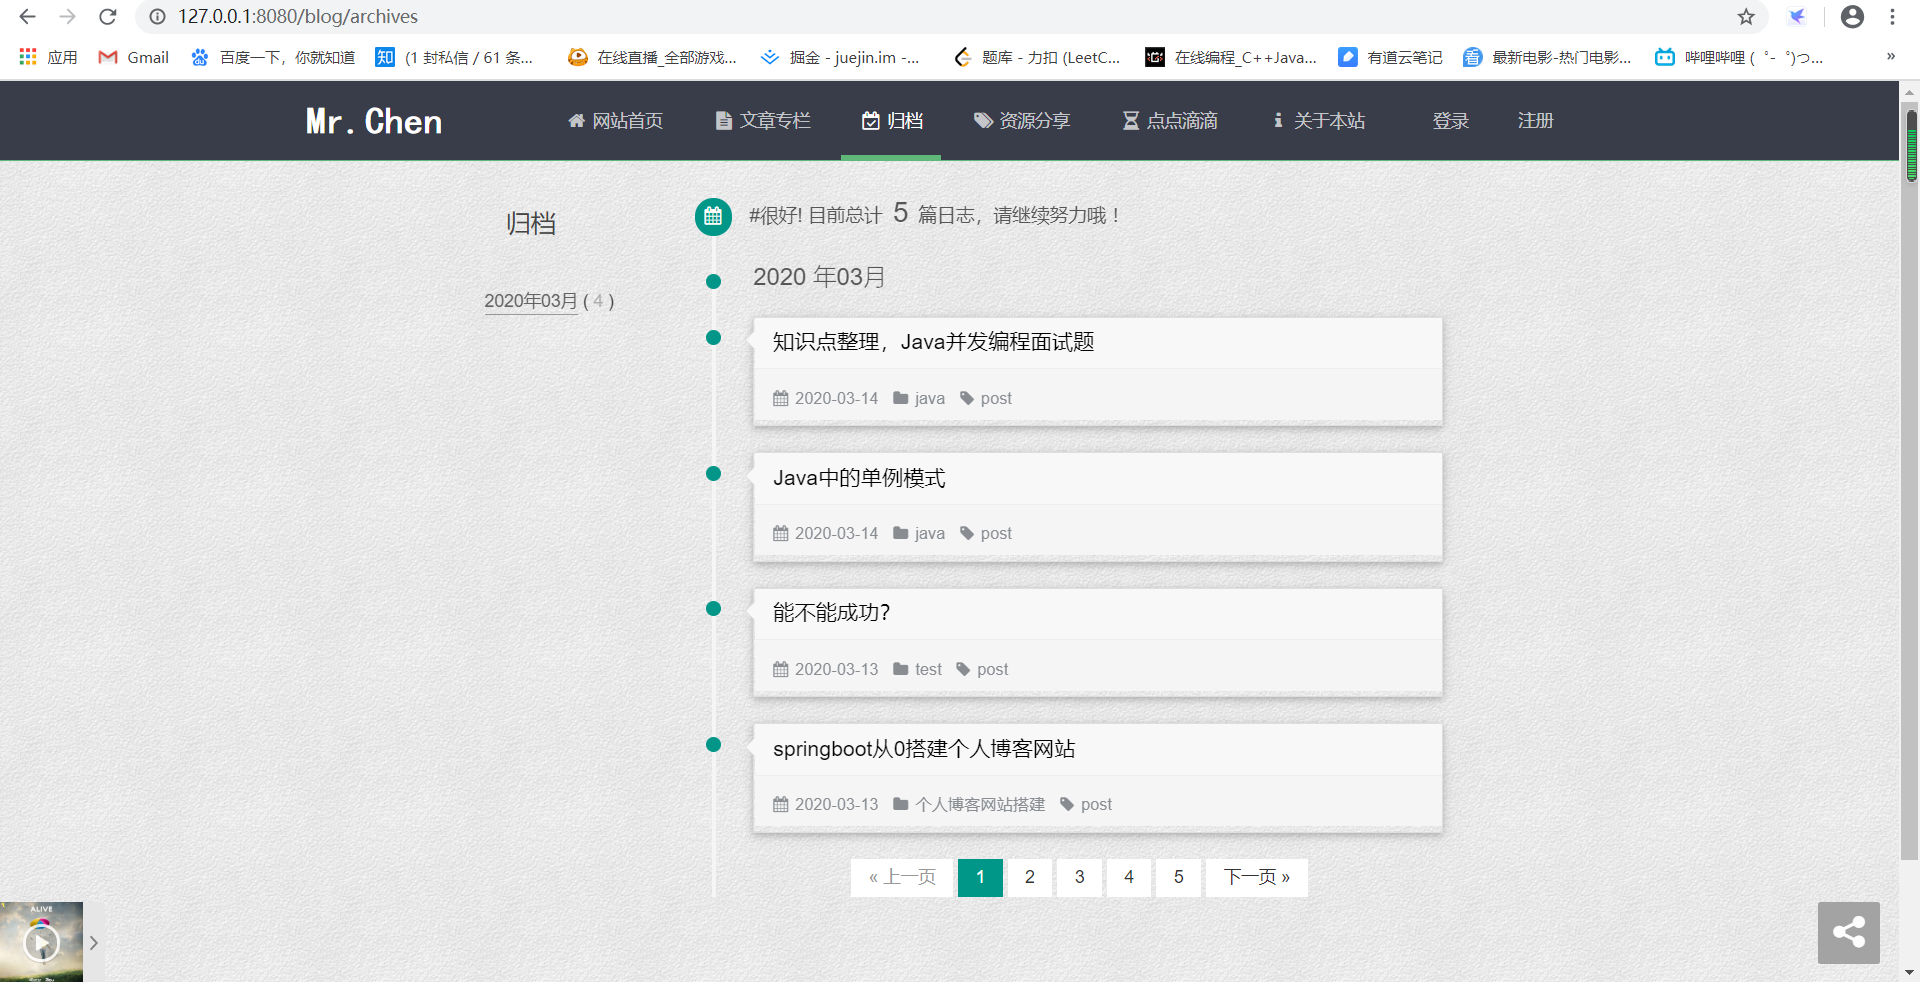 127.0.0.1:8080/blog/archives
应用 Gmail 百度一下，你就知道 知 (1 封私信 / 61 条... 在线直播_全部游戏... 掘金 - juejin.im -... 题库 - 力扣 (LeetC... 在线编程_C++Java... 有道云笔记 看 最新电影-热门电影... 哔哩哔哩 ( ゜- ゜)つ... »
Mr.Chen 网站首页 文章专栏 归档 资源分享 点点滴滴 关于本站 登录 注册
归档
2020年03月 ( 4 )
#很好! 目前总计 5 篇日志，请继续努力哦！
2020 年03月
知识点整理，Java并发编程面试题
2020-03-14 java post
Java中的单例模式
2020-03-14 java post
能不能成功?
2020-03-13 test post
springboot从0搭建个人博客网站
2020-03-13 个人博客网站搭建 post
« 上一页 1 2 3 4 5 下一页 »
ALIVE